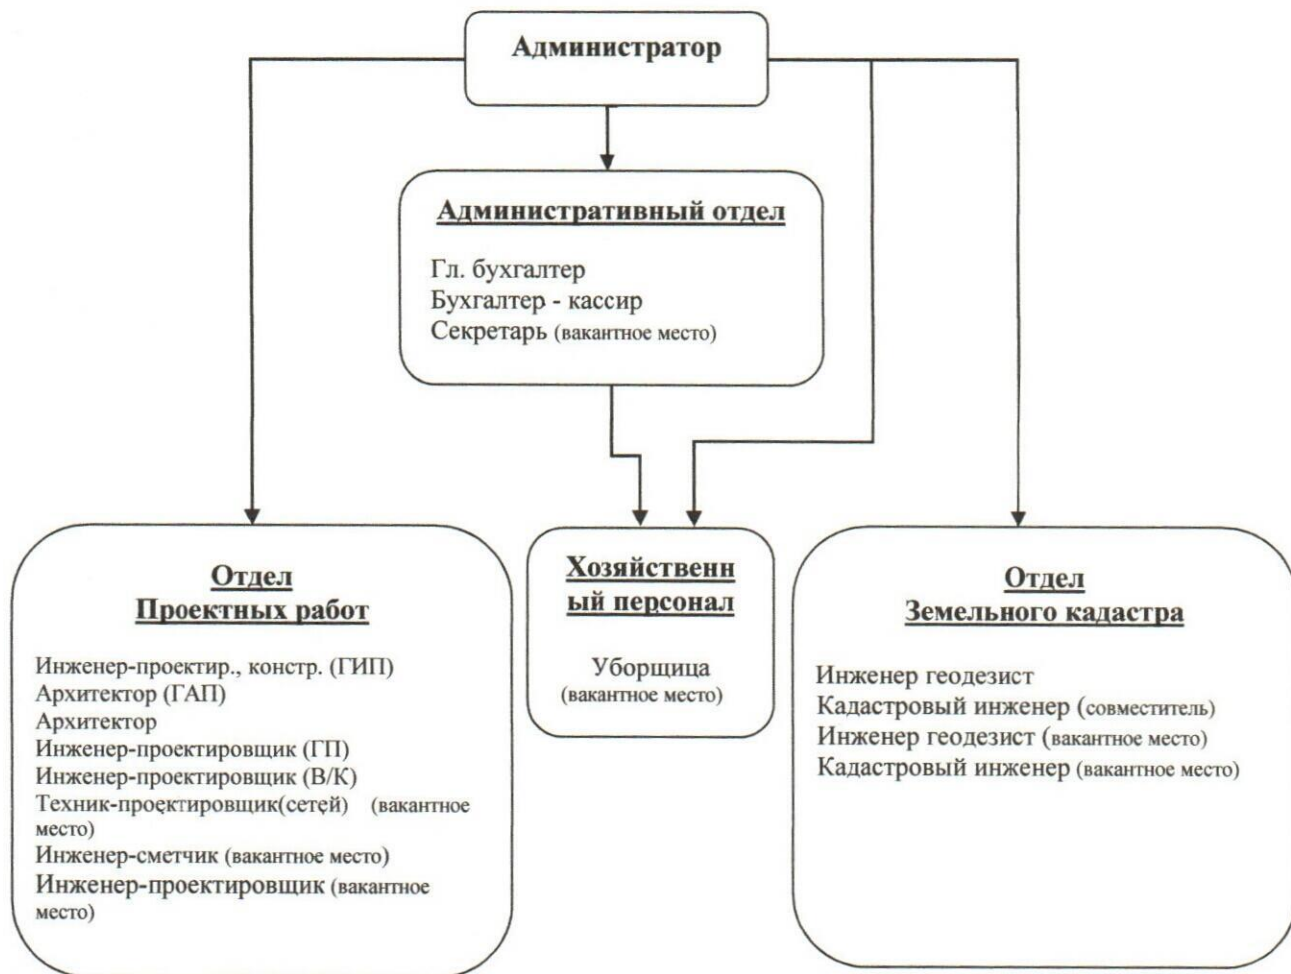 Администратор
Административный отдел
Гл. бухгалтер
Бухгалтер - кассир
Секретарь (вакантное место)
Отдел
Проектных работ
Инженер-проектир., констр. (ГИП)
Архитектор (ГАП)
Архитектор
Инженер-проектировщик (ГП)
Инженер-проектировщик (В/К)
Техник-проектировщик(сетей) (вакантное
место)
Инженер-сметчик (вакантное место)
Инженер-проектировщик (вакантное
место)
Хозяйственн
ый персонал
Уборщица
(вакантное место)
Отдел
Земельного кадастра
Инженер геодезист
Кадастровый инженер (совместитель)
Инженер геодезист (вакантное место)
Кадастровый инженер (вакантное место)